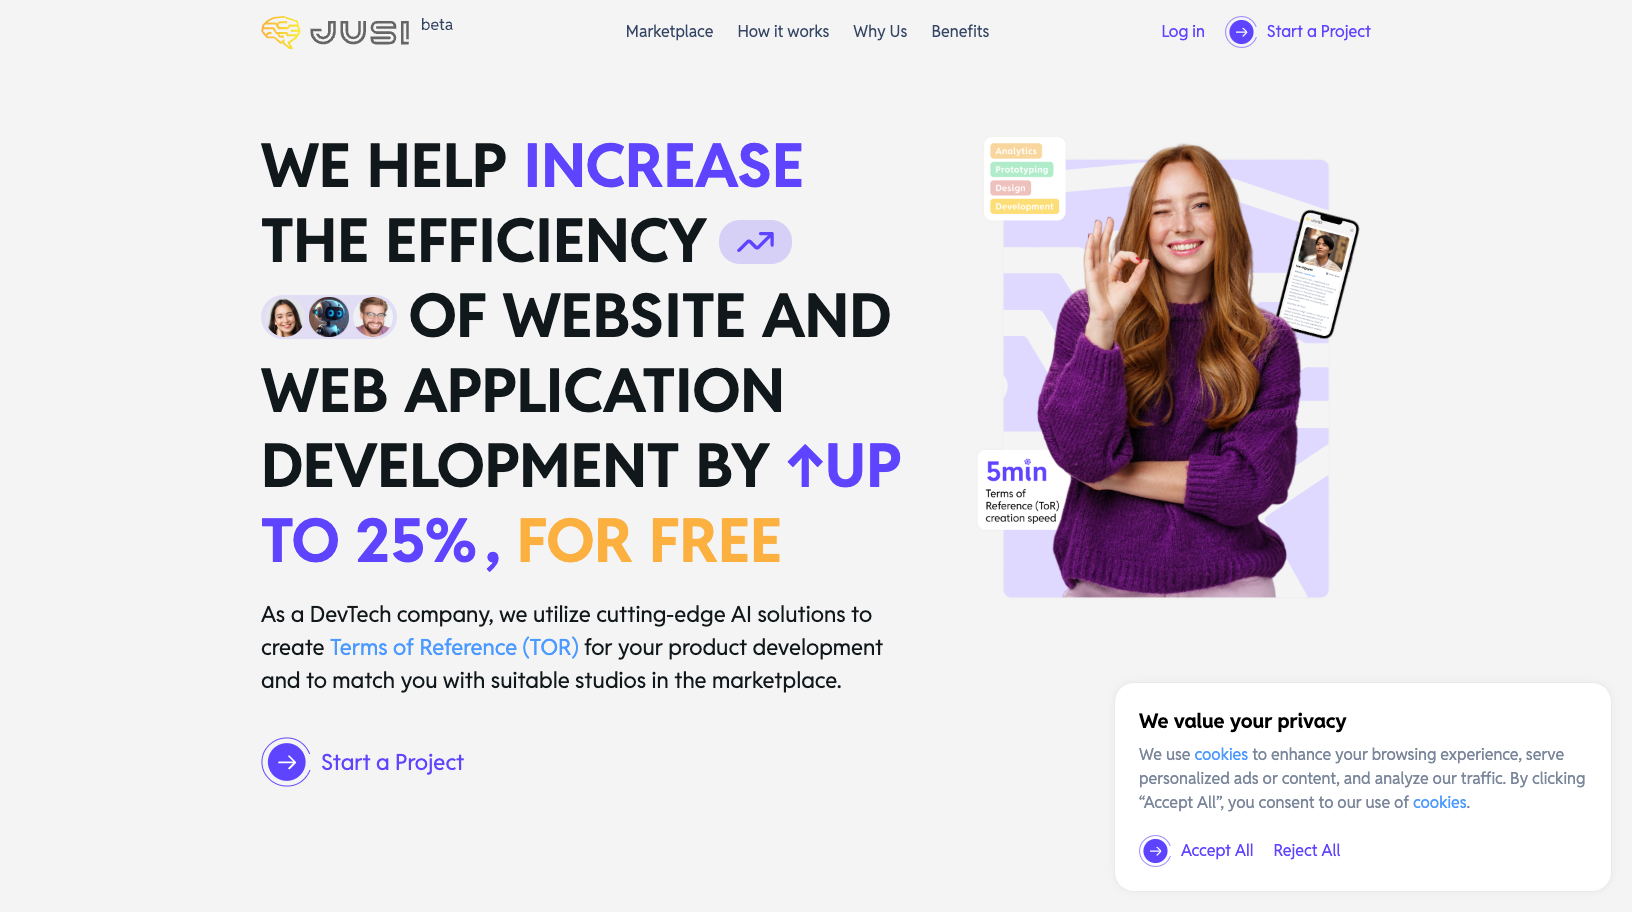 JUSI beta
Marketplace How it works Why Us Benefits
Log in Start a Project
WE HELP INCREASE
THE EFFICIENCY
OF WEBSITE AND
WEB APPLICATION
DEVELOPMENT BY ↑UP
TO 25%, FOR FREE
As a DevTech company, we utilize cutting-edge AI solutions to
create Terms of Reference (TOR) for your product development
and to match you with suitable studios in the marketplace.
Start a Project
Analytics
Prototyping
Design
Development
5min
Terms of
Reference (ToR)
creation speed
We value your privacy
We use cookies to enhance your browsing experience, serve
personalized ads or content, and analyze our traffic. By clicking
“Accept All”, you consent to our use of cookies.
Accept All Reject All